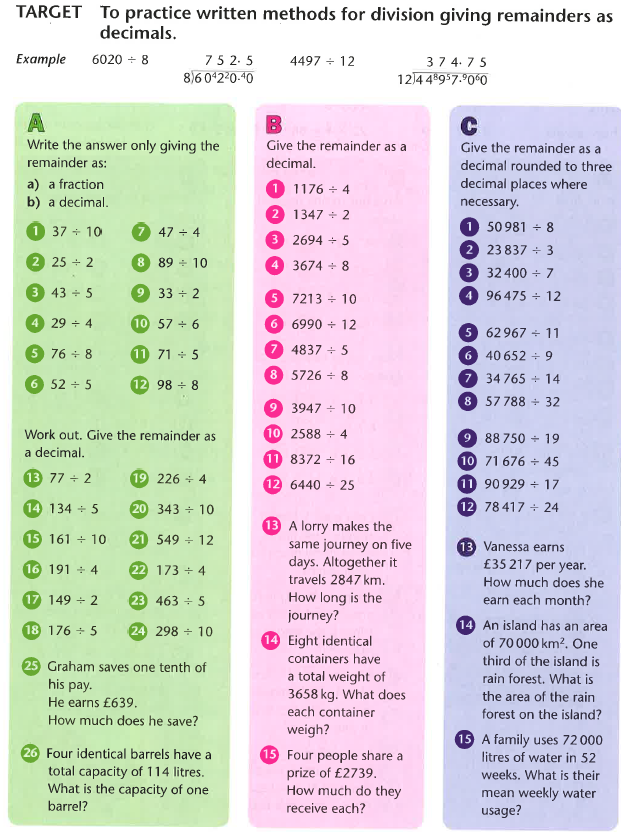 TARGET To practice written methods for division giving remainders as
decimals.
Example 6020 ÷ 8 7 5 2· 5 4497 ÷ 12 3 7 4· 7 5
8)6 0⁴2²0·⁴0 12)4 4⁸9⁵7·⁹0⁶0
A
Write the answer only giving the
remainder as:
a) a fraction
b) a decimal.
1 37 ÷ 10 7 47 ÷ 4
2 25 ÷ 2 8 89 ÷ 10
3 43 ÷ 5 9 33 ÷ 2
4 29 ÷ 4 10 57 ÷ 6
5 76 ÷ 8 11 71 ÷ 5
6 52 ÷ 5 12 98 ÷ 8
Work out. Give the remainder as
a decimal.
13 77 ÷ 2 19 226 ÷ 4
14 134 ÷ 5 20 343 ÷ 10
15 161 ÷ 10 21 549 ÷ 12
16 191 ÷ 4 22 173 ÷ 4
17 149 ÷ 2 23 463 ÷ 5
18 176 ÷ 5 24 298 ÷ 10
25 Graham saves one tenth of
his pay.
He earns £639.
How much does he save?
26 Four identical barrels have a
total capacity of 114 litres.
What is the capacity of one
barrel?
B
Give the remainder as a
decimal.
1 1176 ÷ 4
2 1347 ÷ 2
3 2694 ÷ 5
4 3674 ÷ 8
5 7213 ÷ 10
6 6990 ÷ 12
7 4837 ÷ 5
8 5726 ÷ 8
9 3947 ÷ 10
10 2588 ÷ 4
11 8372 ÷ 16
12 6440 ÷ 25
13 A lorry makes the
same journey on five
days. Altogether it
travels 2847 km.
How long is the
journey?
14 Eight identical
containers have
a total weight of
3658 kg. What does
each container
weigh?
15 Four people share a
prize of £2739.
How much do they
receive each?
C
Give the remainder as a
decimal rounded to three
decimal places where
necessary.
1 50 981 ÷ 8
2 23 837 ÷ 3
3 32 400 ÷ 7
4 96 475 ÷ 12
5 62 967 ÷ 11
6 40 652 ÷ 9
7 34 765 ÷ 14
8 57 788 ÷ 32
9 88 750 ÷ 19
10 71 676 ÷ 45
11 90 929 ÷ 17
12 78 417 ÷ 24
13 Vanessa earns
£35 217 per year.
How much does she
earn each month?
14 An island has an area
of 70 000 km². One
third of the island is
rain forest. What is
the area of the rain
forest on the island?
15 A family uses 72 000
litres of water in 52
weeks. What is their
mean weekly water
usage?